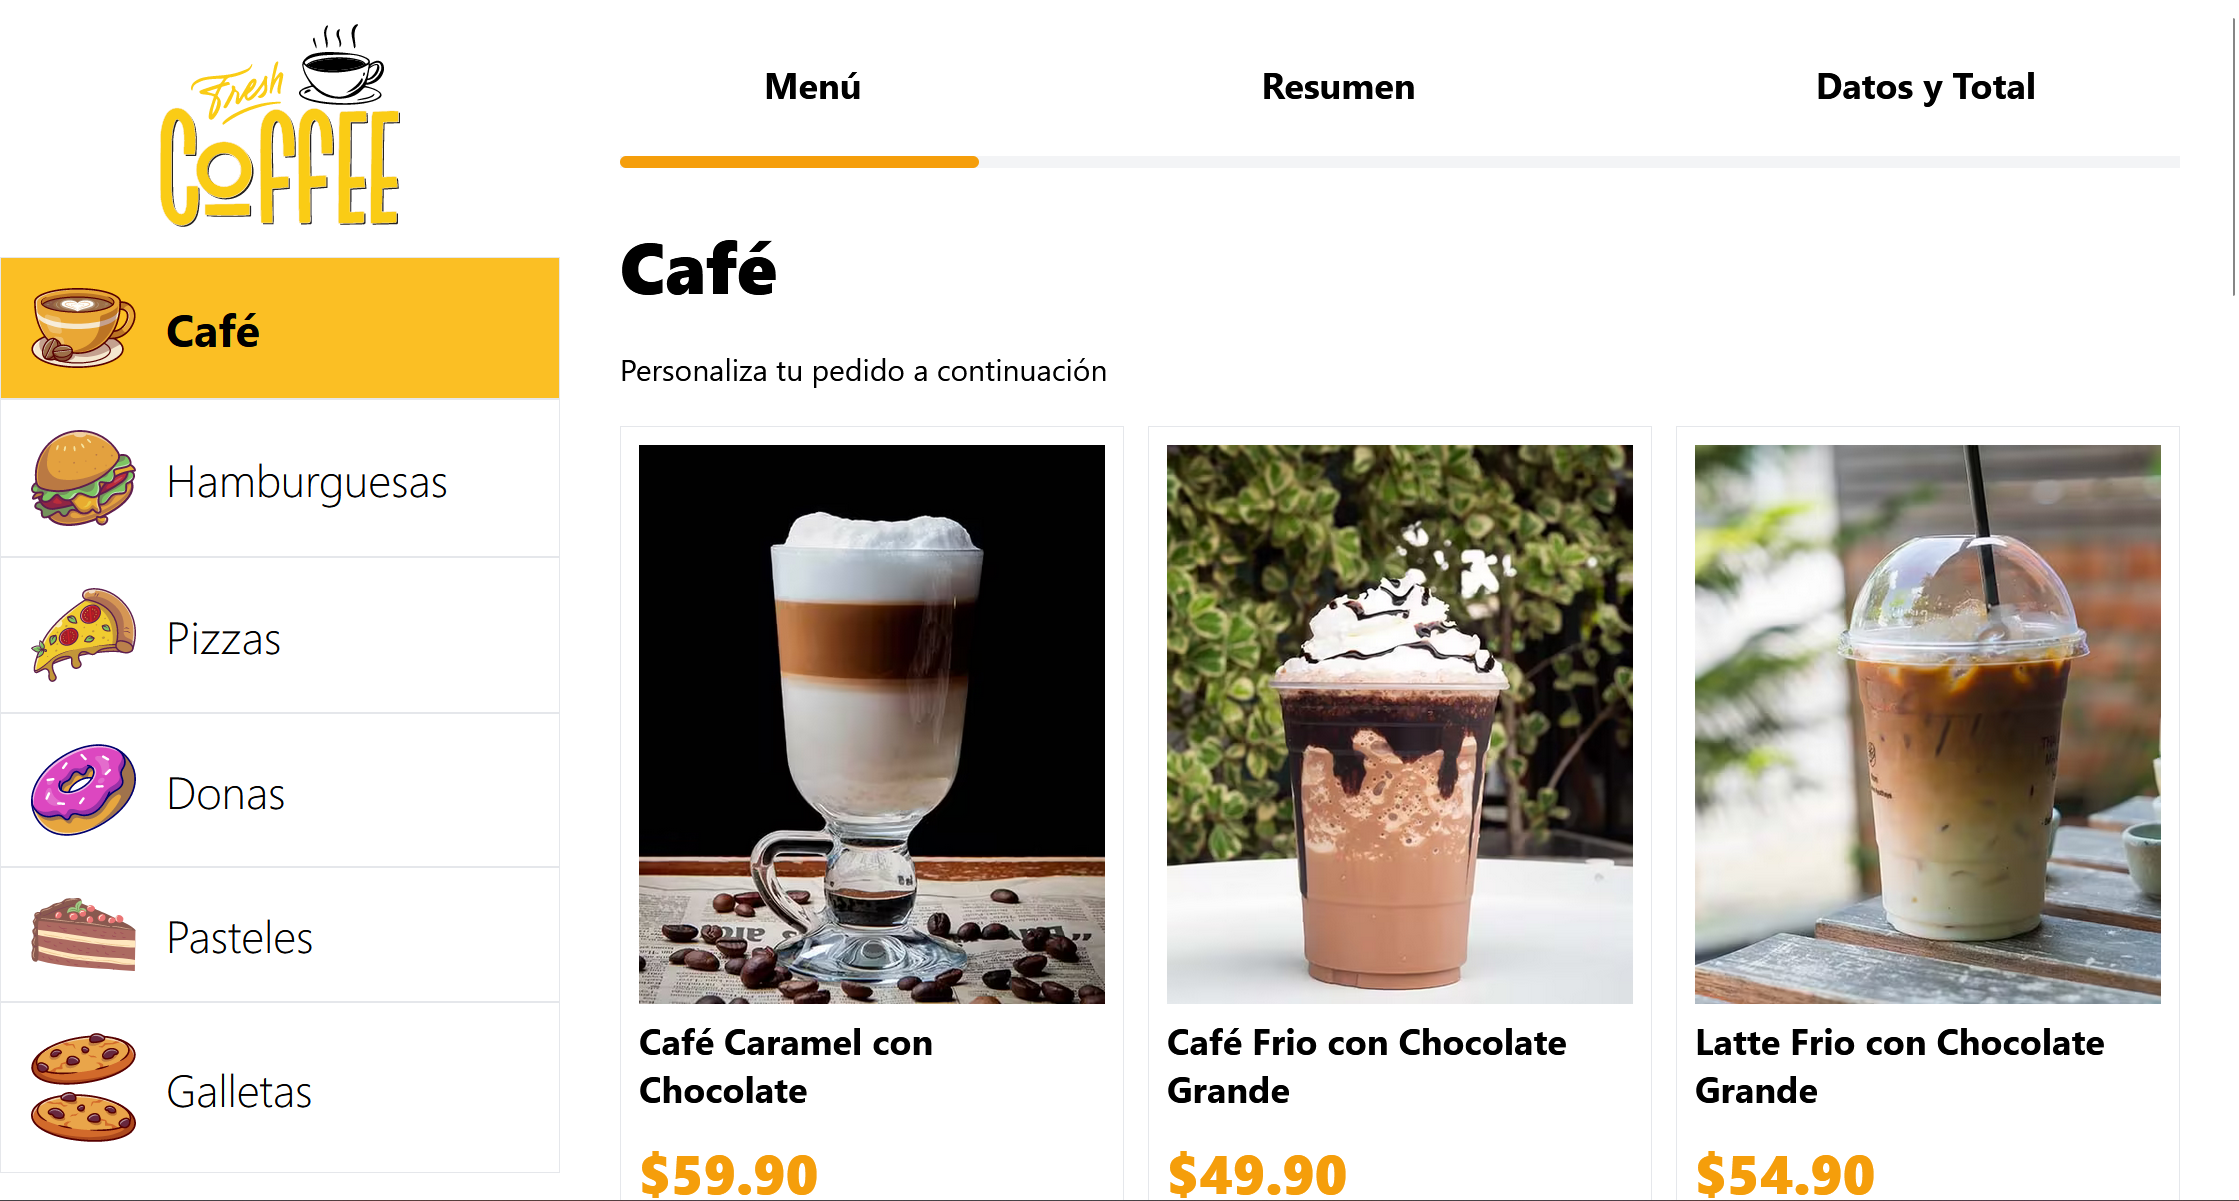 Fresh
COFFEE
Menú
Resumen
Datos y Total
Café
Hamburguesas
Pizzas
Donas
Pasteles
Galletas
Café
Personaliza tu pedido a continuación
Café Caramel con
Chocolate
$59.90
Café Frio con Chocolate
Grande
$49.90
Latte Frio con Chocolate
Grande
$54.90